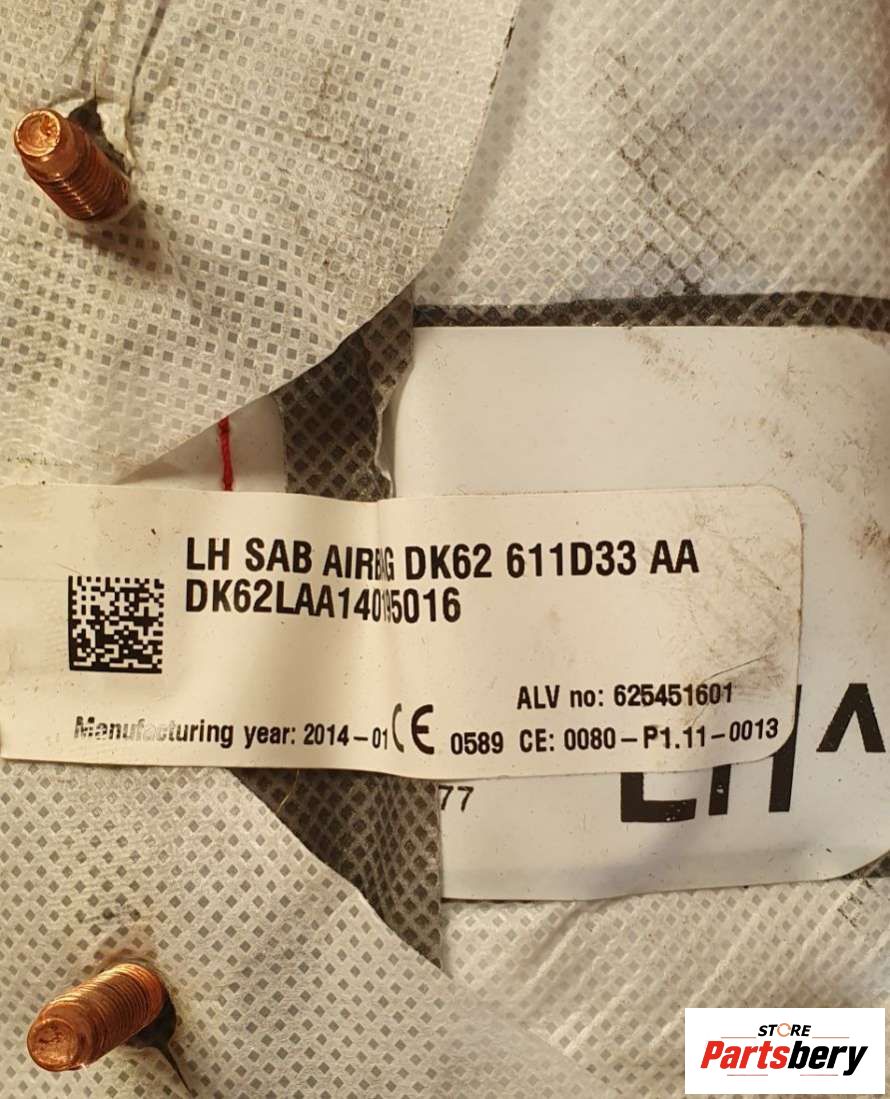 LH SAB AIRBAG DK62 611D33 AA
ALV no: 625451601
Manufacturing year: 2014-01 CE 0589 CE: 0080-P1.11-0013
77
LH
STORE
Partsbery